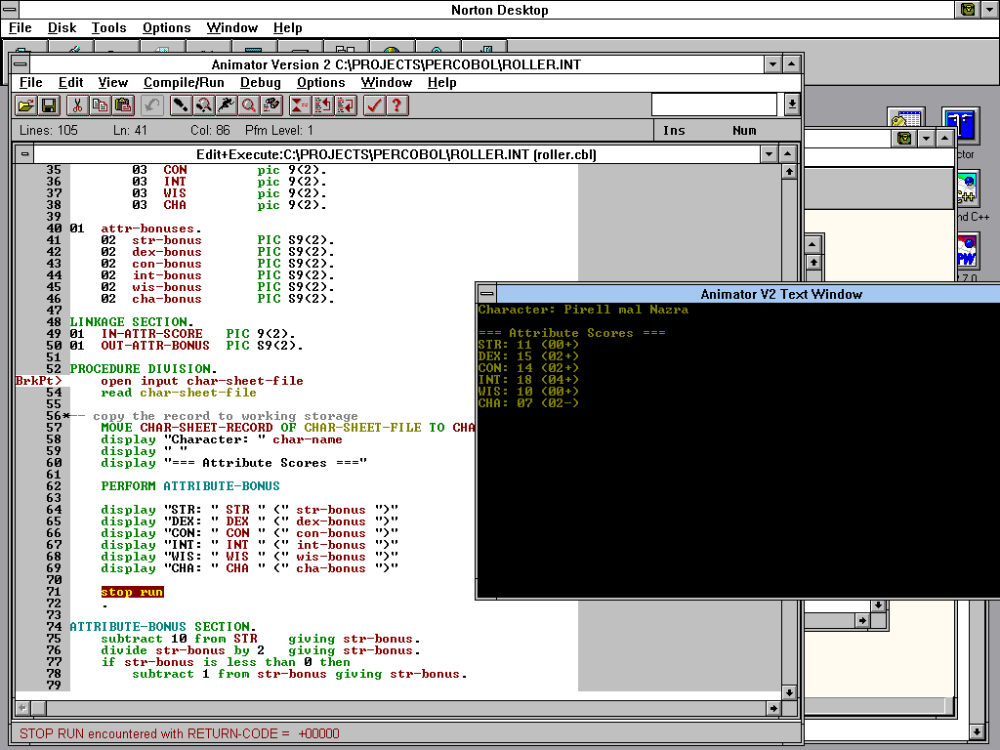 Norton Desktop
File Disk Tools Options Window Help
Animator Version 2 C:\PROJECTS\PERCOBOL\ROLLER.INT
File Edit View Compile/Run Debug Options Window Help
Lines: 105 Ln: 41 Col: 86 Pfm Level: 1 Ins Num
Edit+Execute:C:\PROJECTS\PERCOBOL\ROLLER.INT (roller.cbl)
35 03 CON pic 9(2).
36 03 INT pic 9(2).
37 03 WIS pic 9(2).
38 03 CHA pic 9(2).
39
40 01 attr-bonuses.
41 02 str-bonus PIC S9(2).
42 02 dex-bonus PIC S9(2).
43 02 con-bonus PIC S9(2).
44 02 int-bonus PIC S9(2).
45 02 wis-bonus PIC S9(2).
46 02 cha-bonus PIC S9(2).
47
48 LINKAGE SECTION.
49 01 IN-ATTR-SCORE PIC 9(2).
50 01 OUT-ATTR-BONUS PIC S9(2).
51
52 PROCEDURE DIVISION.
BrkPt> open input char-sheet-file
54 read char-sheet-file
55
56*-- copy the record to working storage
57 MOVE CHAR-SHEET-RECORD OF CHAR-SHEET-FILE TO CHA
58 display "Character: " char-name
59 display " "
60 display "=== Attribute Scores ==="
61
62 PERFORM ATTRIBUTE-BONUS
63
64 display "STR: " STR " (" str-bonus ")"
65 display "DEX: " DEX " (" dex-bonus ")"
66 display "CON: " CON " (" con-bonus ")"
67 display "INT: " INT " (" int-bonus ")"
68 display "WIS: " WIS " (" wis-bonus ")"
69 display "CHA: " CHA " (" cha-bonus ")"
70
71 stop run
72 .
73
74 ATTRIBUTE-BONUS SECTION.
75 subtract 10 from STR giving str-bonus.
76 divide str-bonus by 2 giving str-bonus.
77 if str-bonus is less than 0 then
78 subtract 1 from str-bonus giving str-bonus.
79
STOP RUN encountered with RETURN-CODE = +00000
Animator V2 Text Window
Character: Pirell mal Nazra
=== Attribute Scores ===
STR: 11 (00+)
DEX: 15 (02+)
CON: 14 (02+)
INT: 18 (04+)
WIS: 10 (00+)
CHA: 07 (02-)
ctor
nd C++
2.7.0